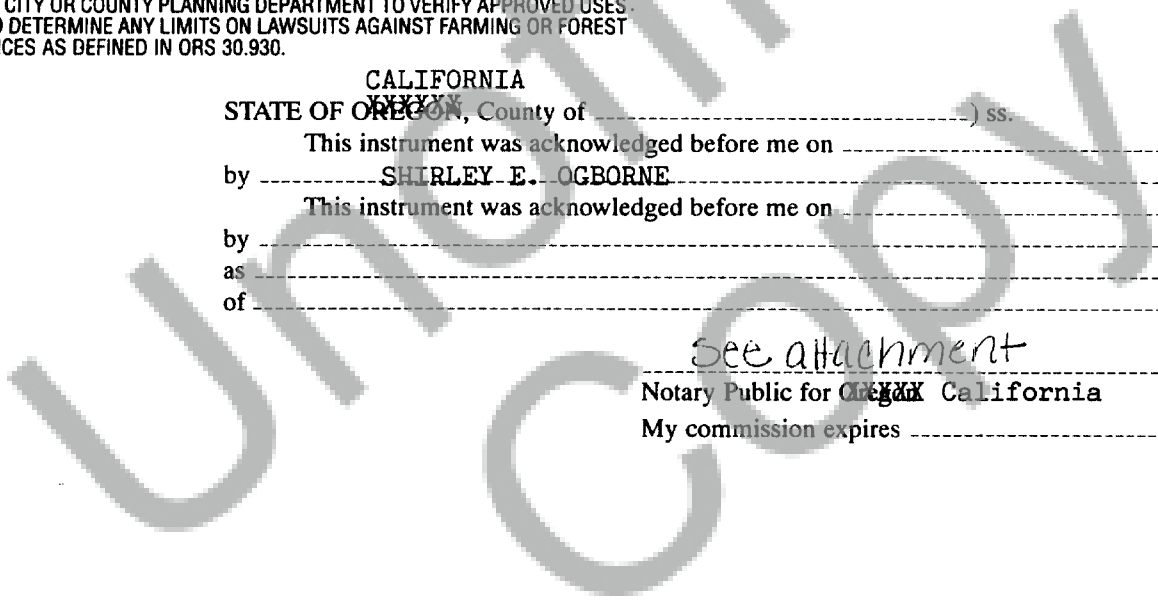 CITY OR COUNTY PLANNING DEPARTMENT TO VERIFY APPROVED USES
DETERMINE ANY LIMITS ON LAWSUITS AGAINST FARMING OR FOREST
CES AS DEFINED IN ORS 30.930.
CALIFORNIA
STATE OF OREGON, County of ) ss.
This instrument was acknowledged before me on
by SHIRLEY E. OGBORNE
This instrument was acknowledged before me on
by
as
of
See attachment
Notary Public for Oregon California
My commission expires
Unoffi
Copy